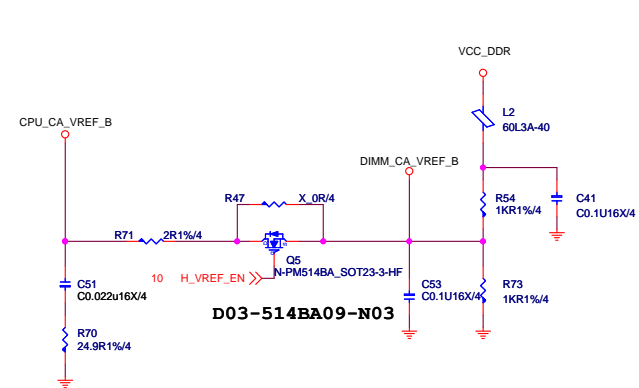 VCC_DDR
L2
60L3A-40
CPU_CA_VREF_B
DIMM_CA_VREF_B
R47
X_0R/4
R54
1KR1%/4
C41
C0.1U16X/4
R71
2R1%/4
Q5
N-PM514BA_SOT23-3-HF
10
H_VREF_EN
C51
C0.022u16X/4
C53
C0.1U16X/4
R73
1KR1%/4
D03-514BA09-N03
R70
24.9R1%/4